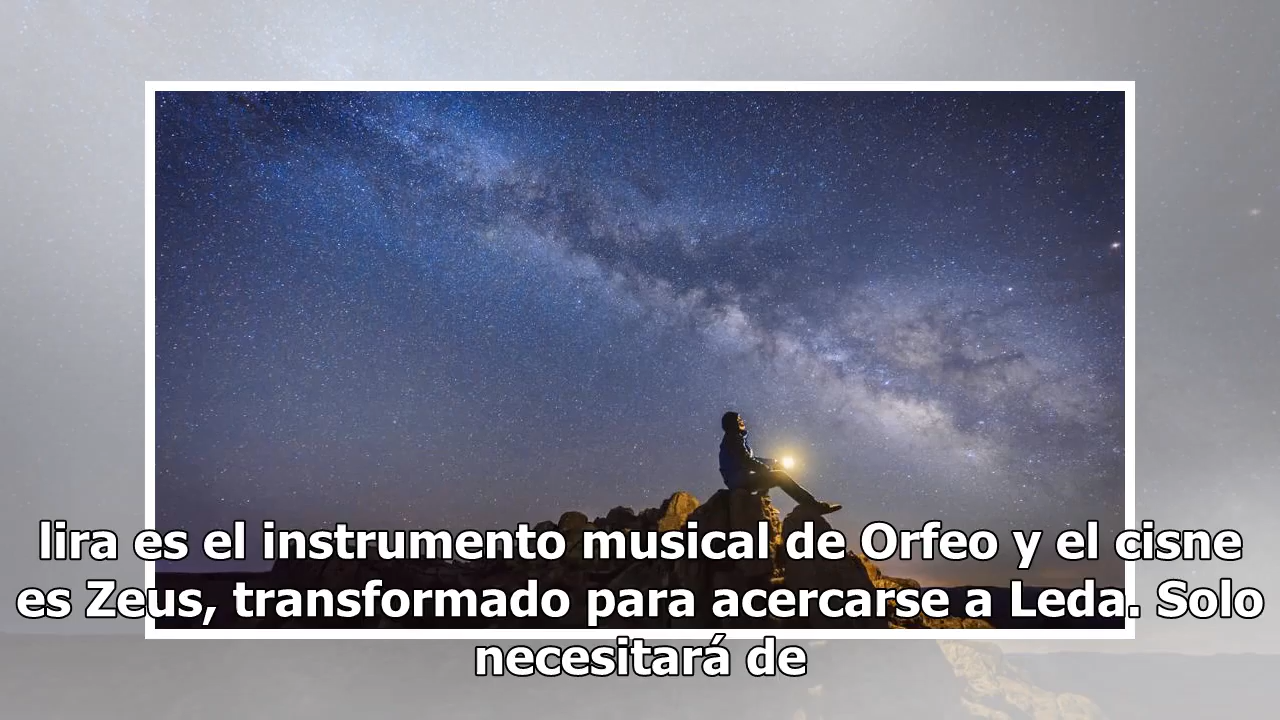 lira es el instrumento musical de Orfeo y el cisne
es Zeus, transformado para acercarse a Leda. Solo
necesitará de